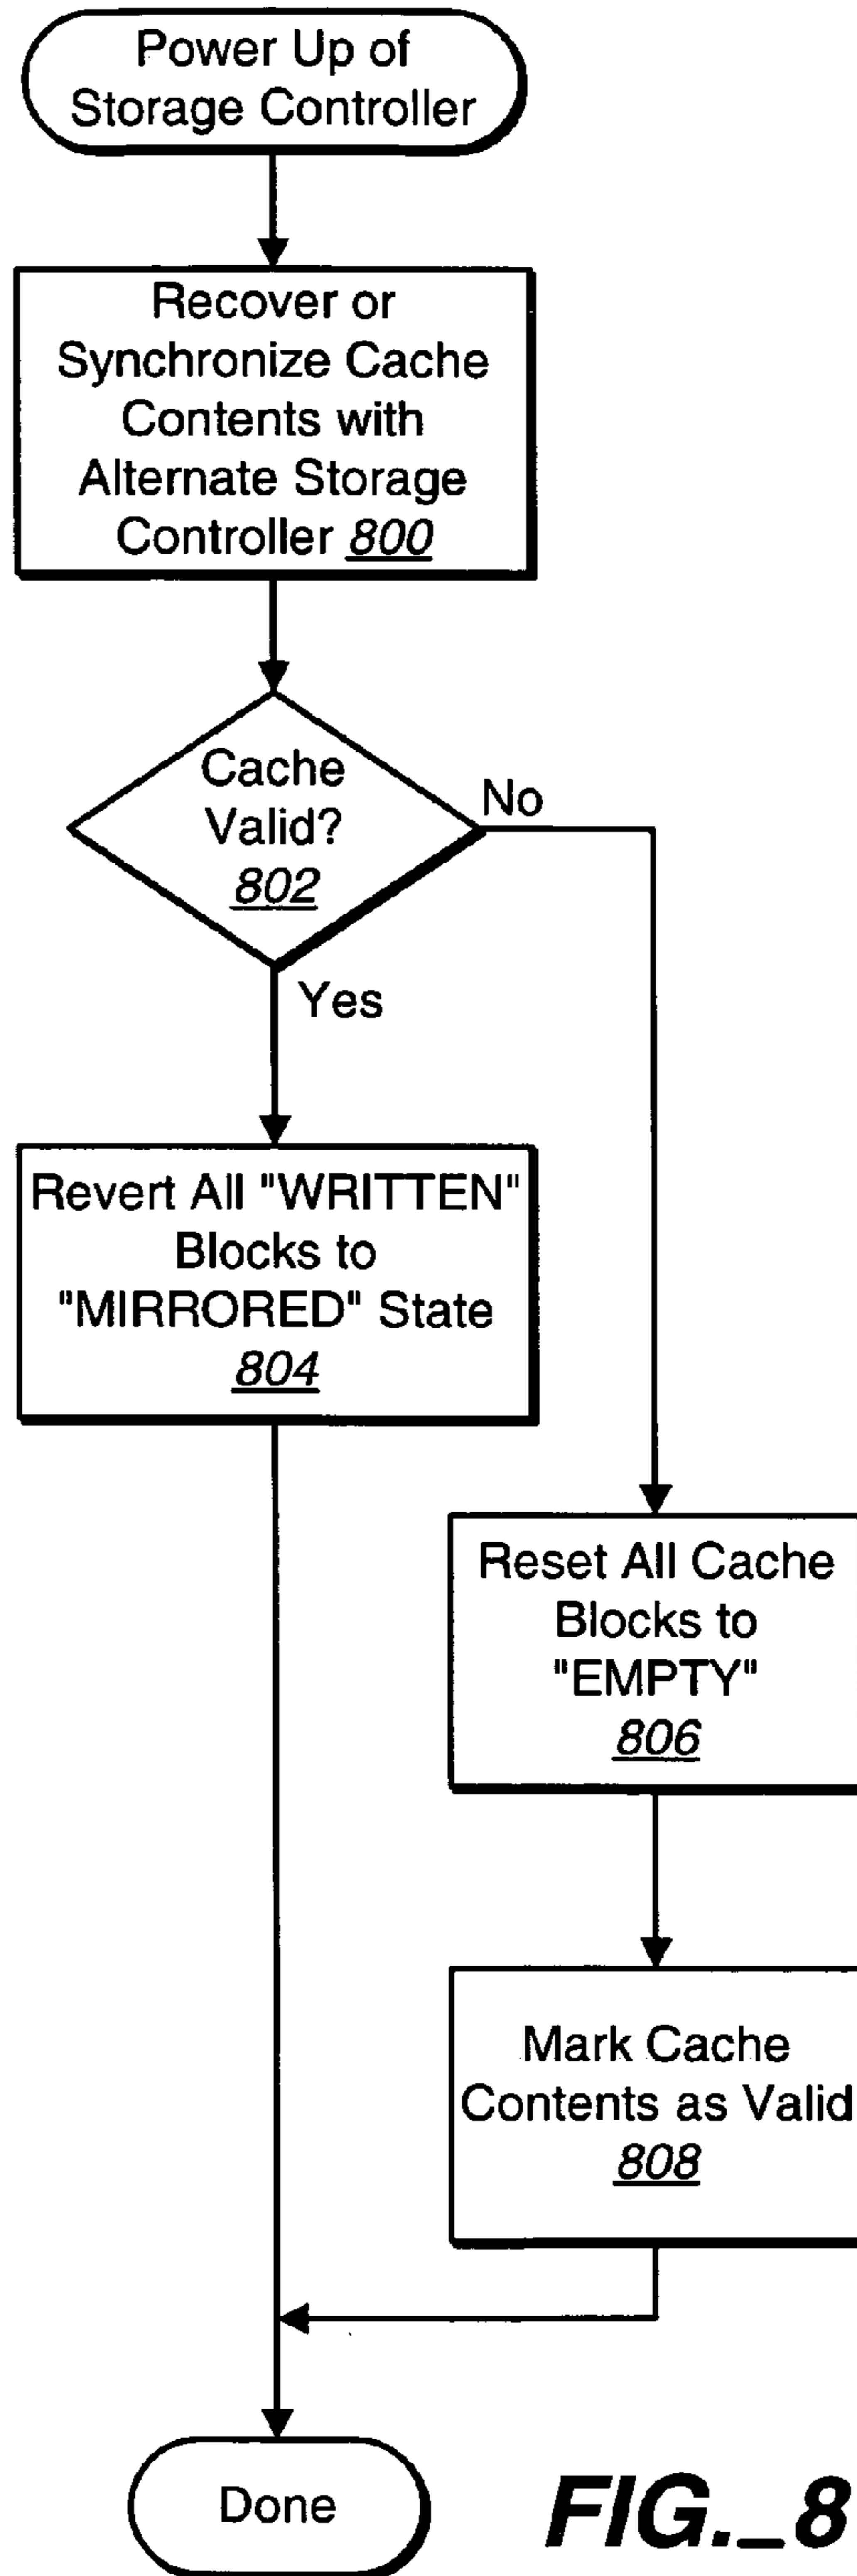 Power Up of
Storage Controller
Recover or
Synchronize Cache
Contents with
Alternate Storage
Controller 800
Cache
Valid?
802
No
Yes
Revert All "WRITTEN"
Blocks to
"MIRRORED" State
804
Reset All Cache
Blocks to
"EMPTY"
806
Mark Cache
Contents as Valid
808
Done
FIG._8